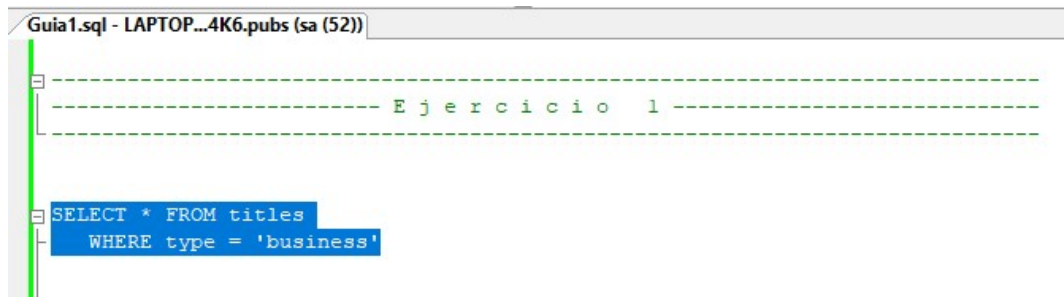 Guia1.sql - LAPTOP...4K6.pubs (sa (52))
--------------------------------------------------------------------------------
-------------------------- E j e r c i c i o   1 -----------------------------
--------------------------------------------------------------------------------
SELECT * FROM titles
WHERE type = 'business'